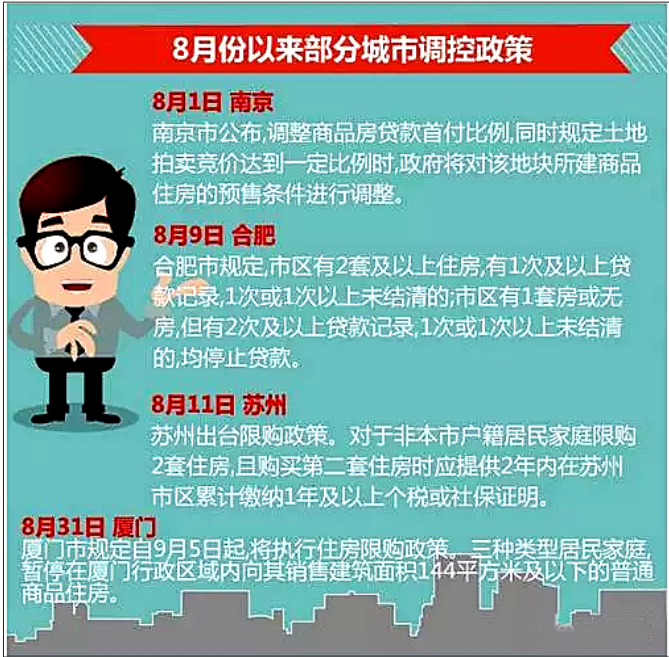 8月份以来部分城市调控政策
8月1日 南京
南京市公布,调整商品房贷款首付比例,同时规定土地
拍卖竞价达到一定比例时,政府将对该地块所建商品
住房的预售条件进行调整。
8月9日 合肥
合肥市规定,市区有2套及以上住房,有1次及以上贷
款记录,1次或1次以上未结清的;市区有1套房或无
房,但有2次及以上贷款记录,1次或1次以上未结清
的,均停止贷款。
8月11日 苏州
苏州出台限购政策。对于非本市户籍居民家庭限购
2套住房,且购买第二套住房时应提供2年内在苏州
市区累计缴纳1年及以上个税或社保证明。
8月31日 厦门
厦门市规定自9月5日起,将执行住房限购政策。三种类型居民家庭,
暂停在厦门行政区域内向其销售建筑面积144平方米及以下的普通
商品住房。